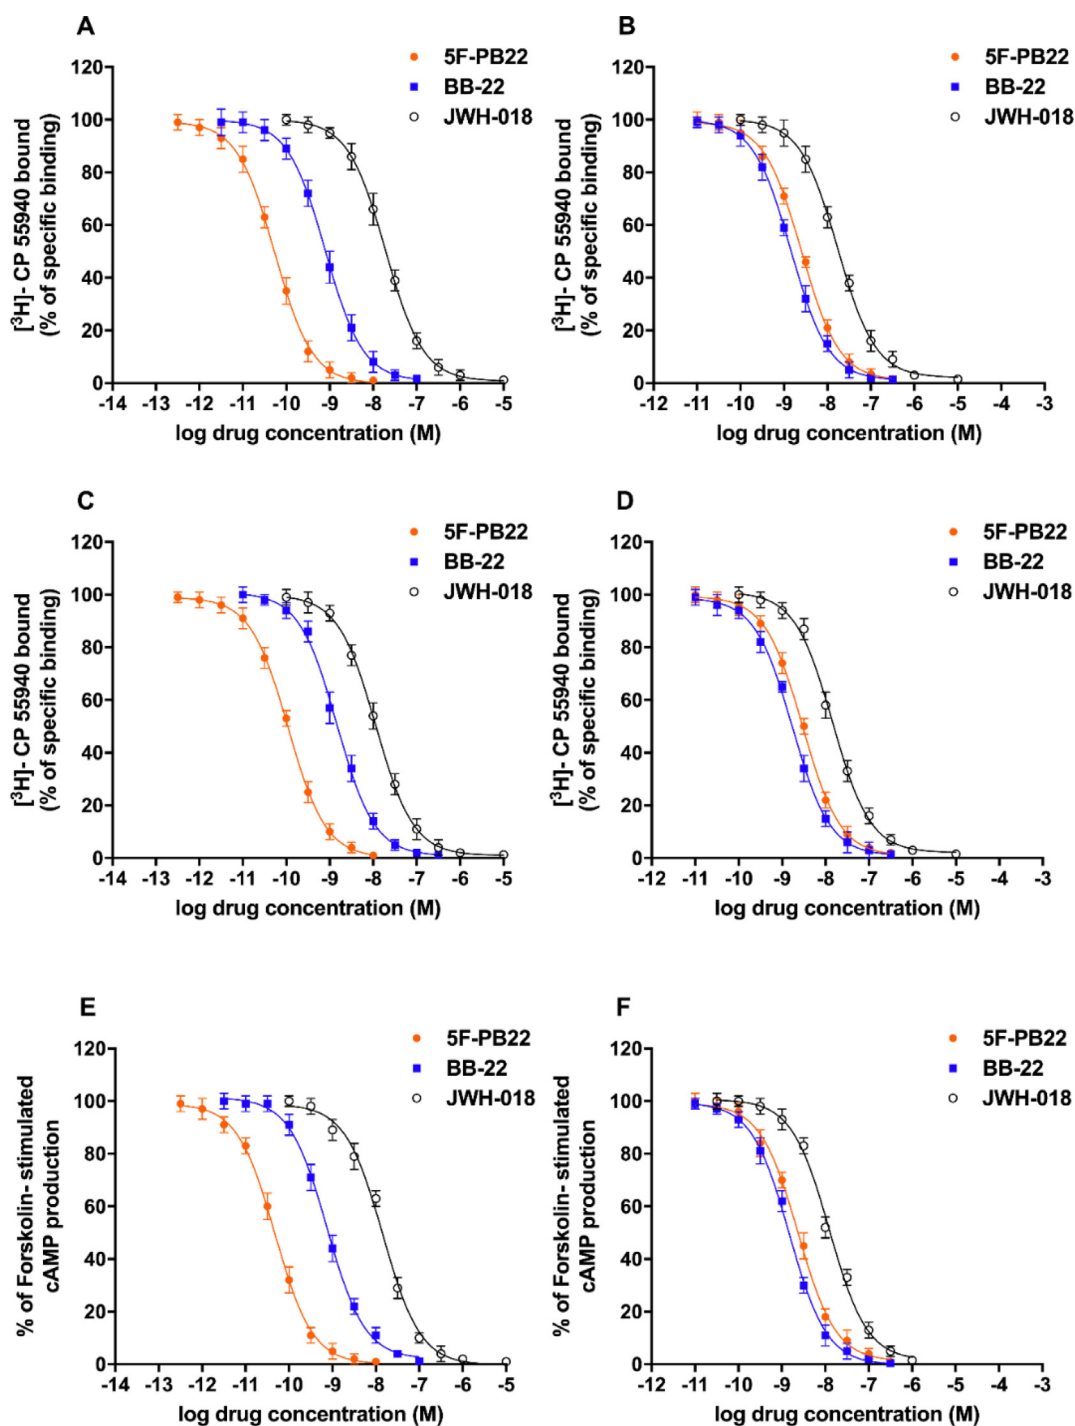 A
5F-PB22
BB-22
JWH-018
120
100
80
60
40
20
0
[³H]- CP 55940 bound
(% of specific binding)
-14 -13 -12 -11 -10 -9 -8 -7 -6 -5
log drug concentration (M)
B
5F-PB22
BB-22
JWH-018
120
100
80
60
40
20
0
[³H]- CP 55940 bound
(% of specific binding)
-12 -11 -10 -9 -8 -7 -6 -5 -4 -3
log drug concentration (M)
C
5F-PB22
BB-22
JWH-018
120
100
80
60
40
20
0
[³H]- CP 55940 bound
(% of specific binding)
-14 -13 -12 -11 -10 -9 -8 -7 -6 -5
log drug concentration (M)
D
5F-PB22
BB-22
JWH-018
120
100
80
60
40
20
0
[³H]- CP 55940 bound
(% of specific binding)
-12 -11 -10 -9 -8 -7 -6 -5 -4 -3
log drug concentration (M)
E
5F-PB22
BB-22
JWH-018
120
100
80
60
40
20
0
% of Forskolin- stimulated
cAMP production
-14 -13 -12 -11 -10 -9 -8 -7 -6 -5
log drug concentration (M)
F
5F-PB22
BB-22
JWH-018
120
100
80
60
40
20
0
% of Forskolin- stimulated
cAMP production
-12 -11 -10 -9 -8 -7 -6 -5 -4 -3
log drug concentration (M)